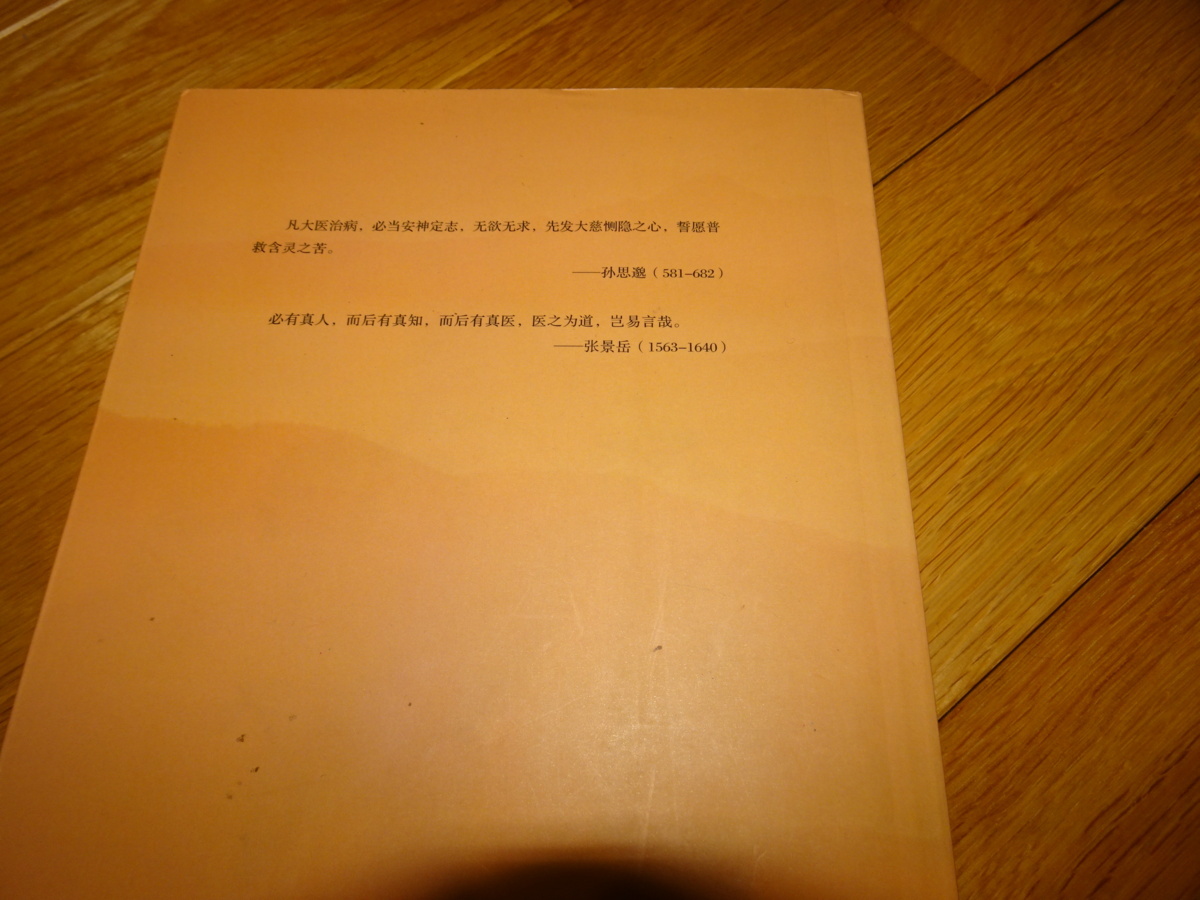 凡大医治病，必当安神定志，无欲无求，先发大慈恻隐之心，誓愿普
救含灵之苦。
——孙思邈（581–682）
必有真人，而后有真知，而后有真医，医之为道，岂易言哉。
——张景岳（1563–1640）